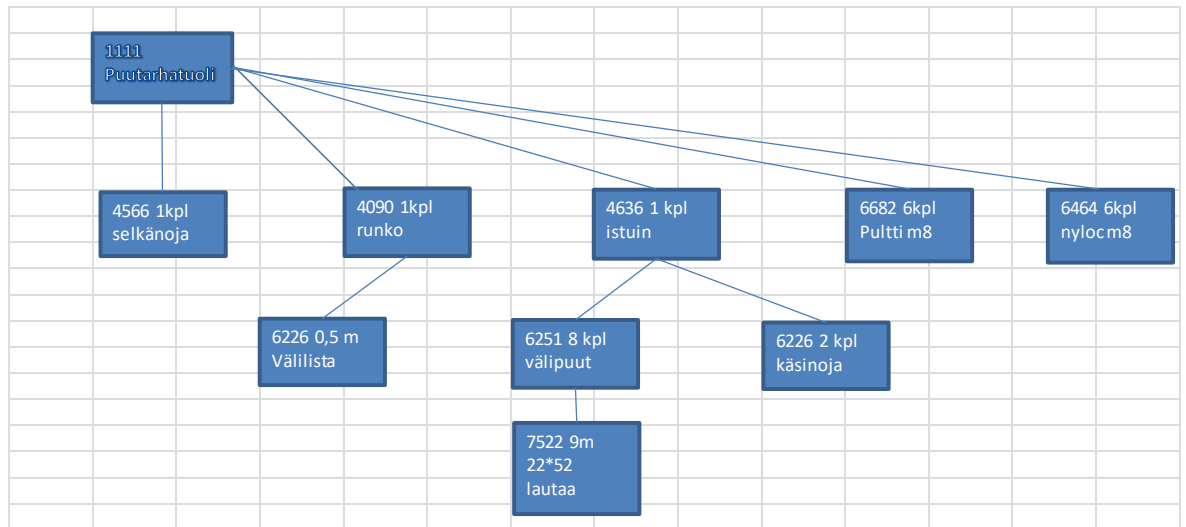 1111
Puutarhatuoli
4566 1kpl
selkänoja
4090 1kpl
runko
4636 1 kpl
istuin
6682 6kpl
Pultti m8
6464 6kpl
nyloc m8
6226 0,5 m
Välilista
6251 8 kpl
välipuut
6226 2 kpl
käsinoja
7522 9m
22*52
lautaa